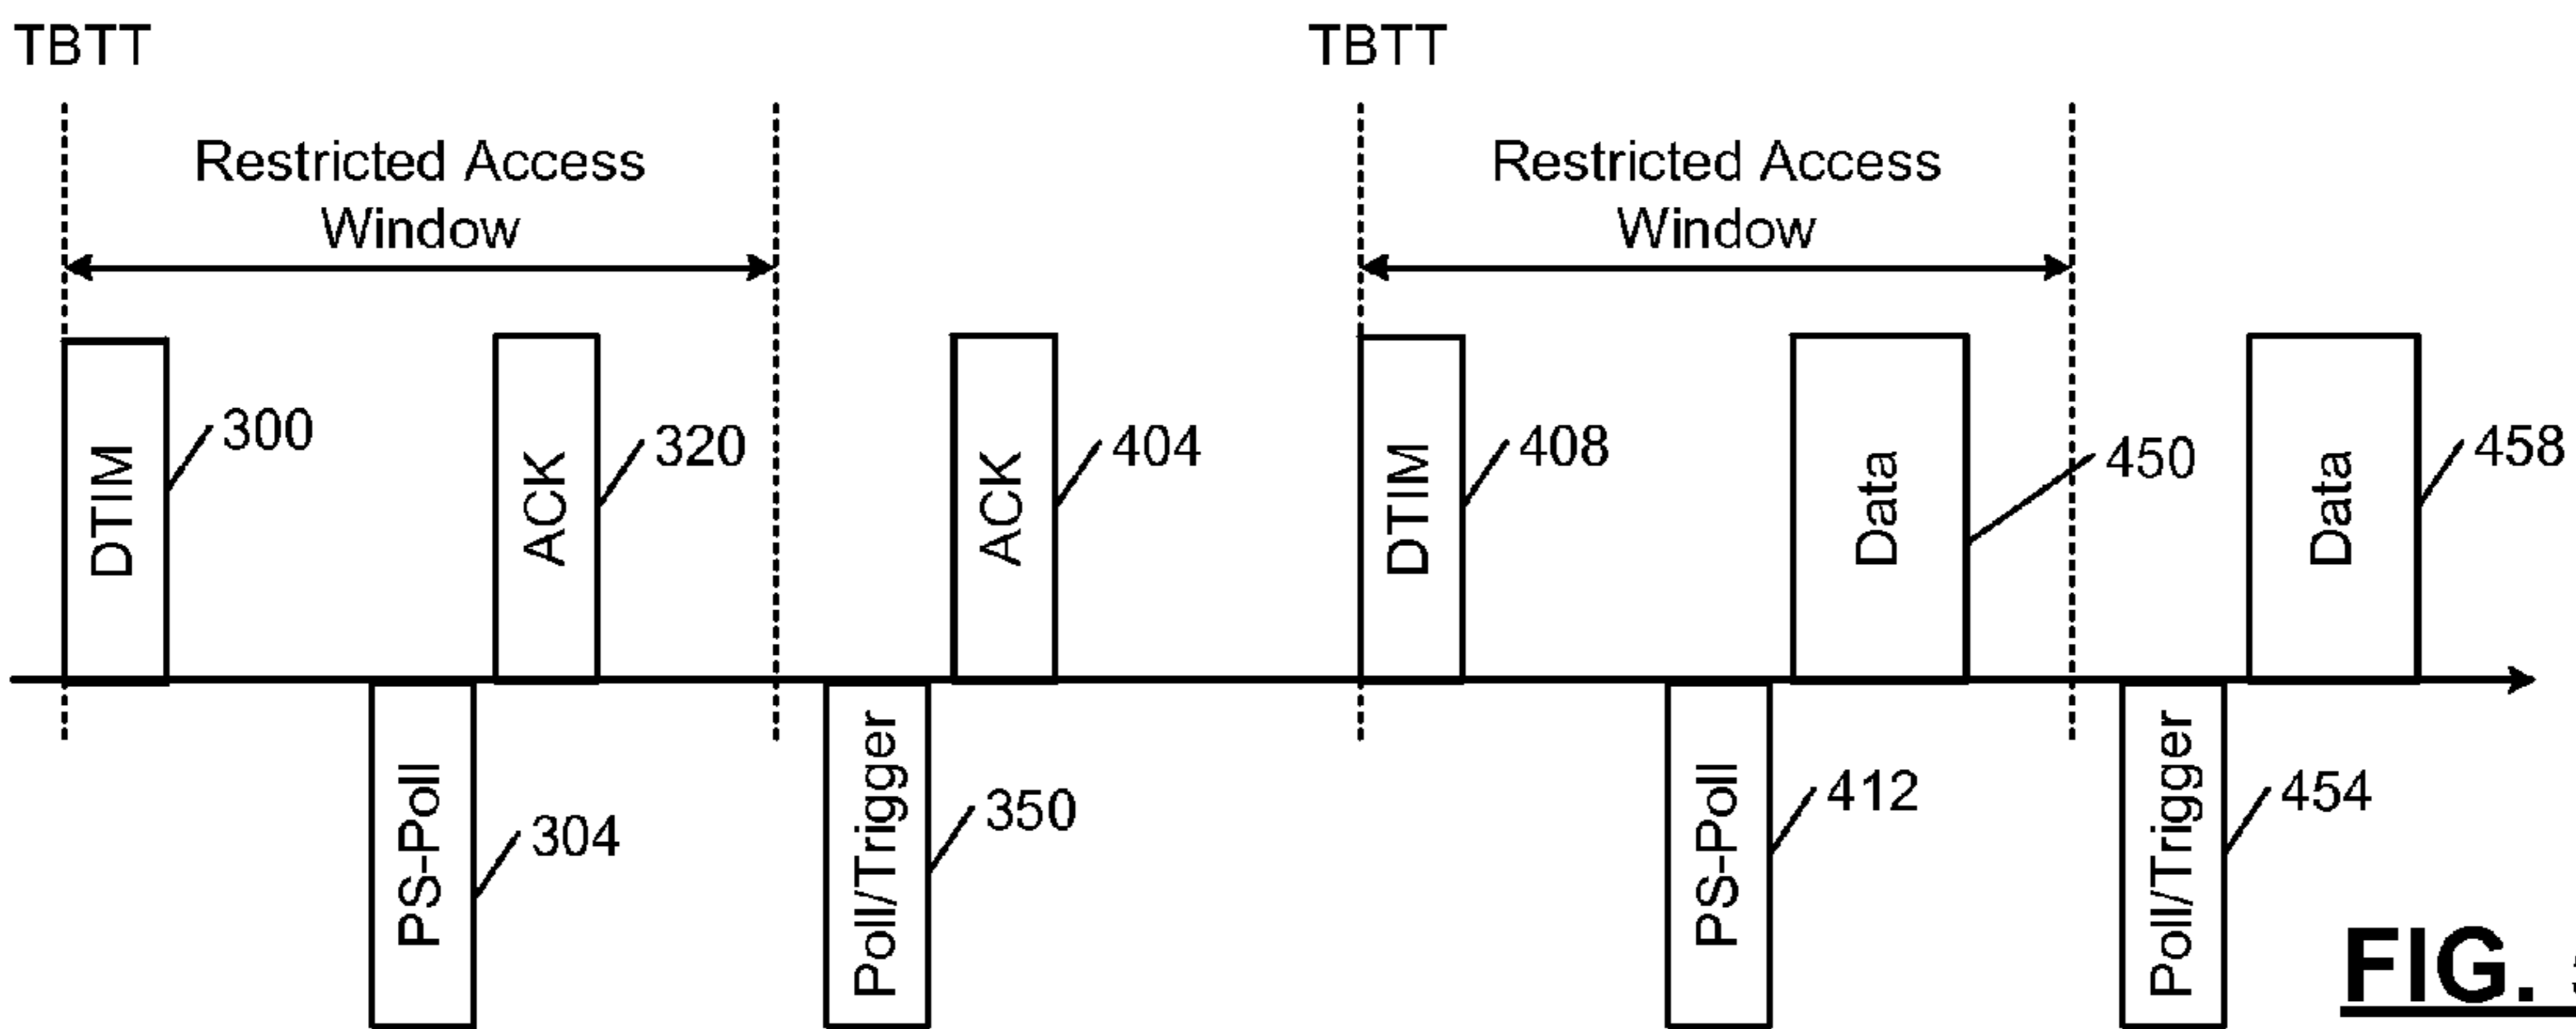 TBTT
TBTT
Restricted Access
Window
Restricted Access
Window
DTIM
300
ACK
320
ACK
404
DTIM
408
Data
450
Data
458
PS-Poll
304
Poll/Trigger
350
PS-Poll
412
Poll/Trigger
454
FIG.